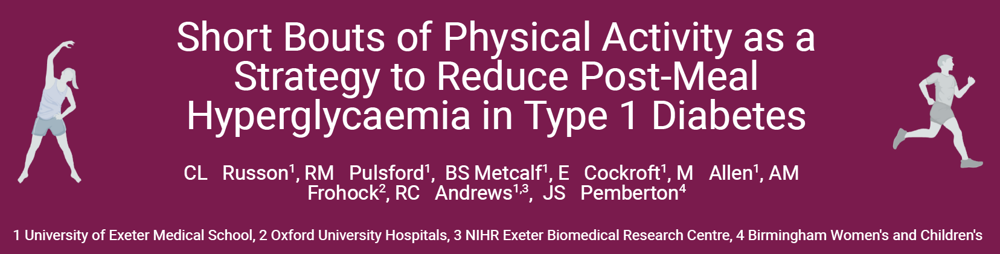 Short Bouts of Physical Activity as a
Strategy to Reduce Post-Meal
Hyperglycaemia in Type 1 Diabetes
CL Russon¹, RM Pulsford¹, BS Metcalf¹, E Cockroft¹, M Allen¹, AM
Frohock², RC Andrews¹,³, JS Pemberton⁴
1 University of Exeter Medical School, 2 Oxford University Hospitals, 3 NIHR Exeter Biomedical Research Centre, 4 Birmingham Women's and Children's